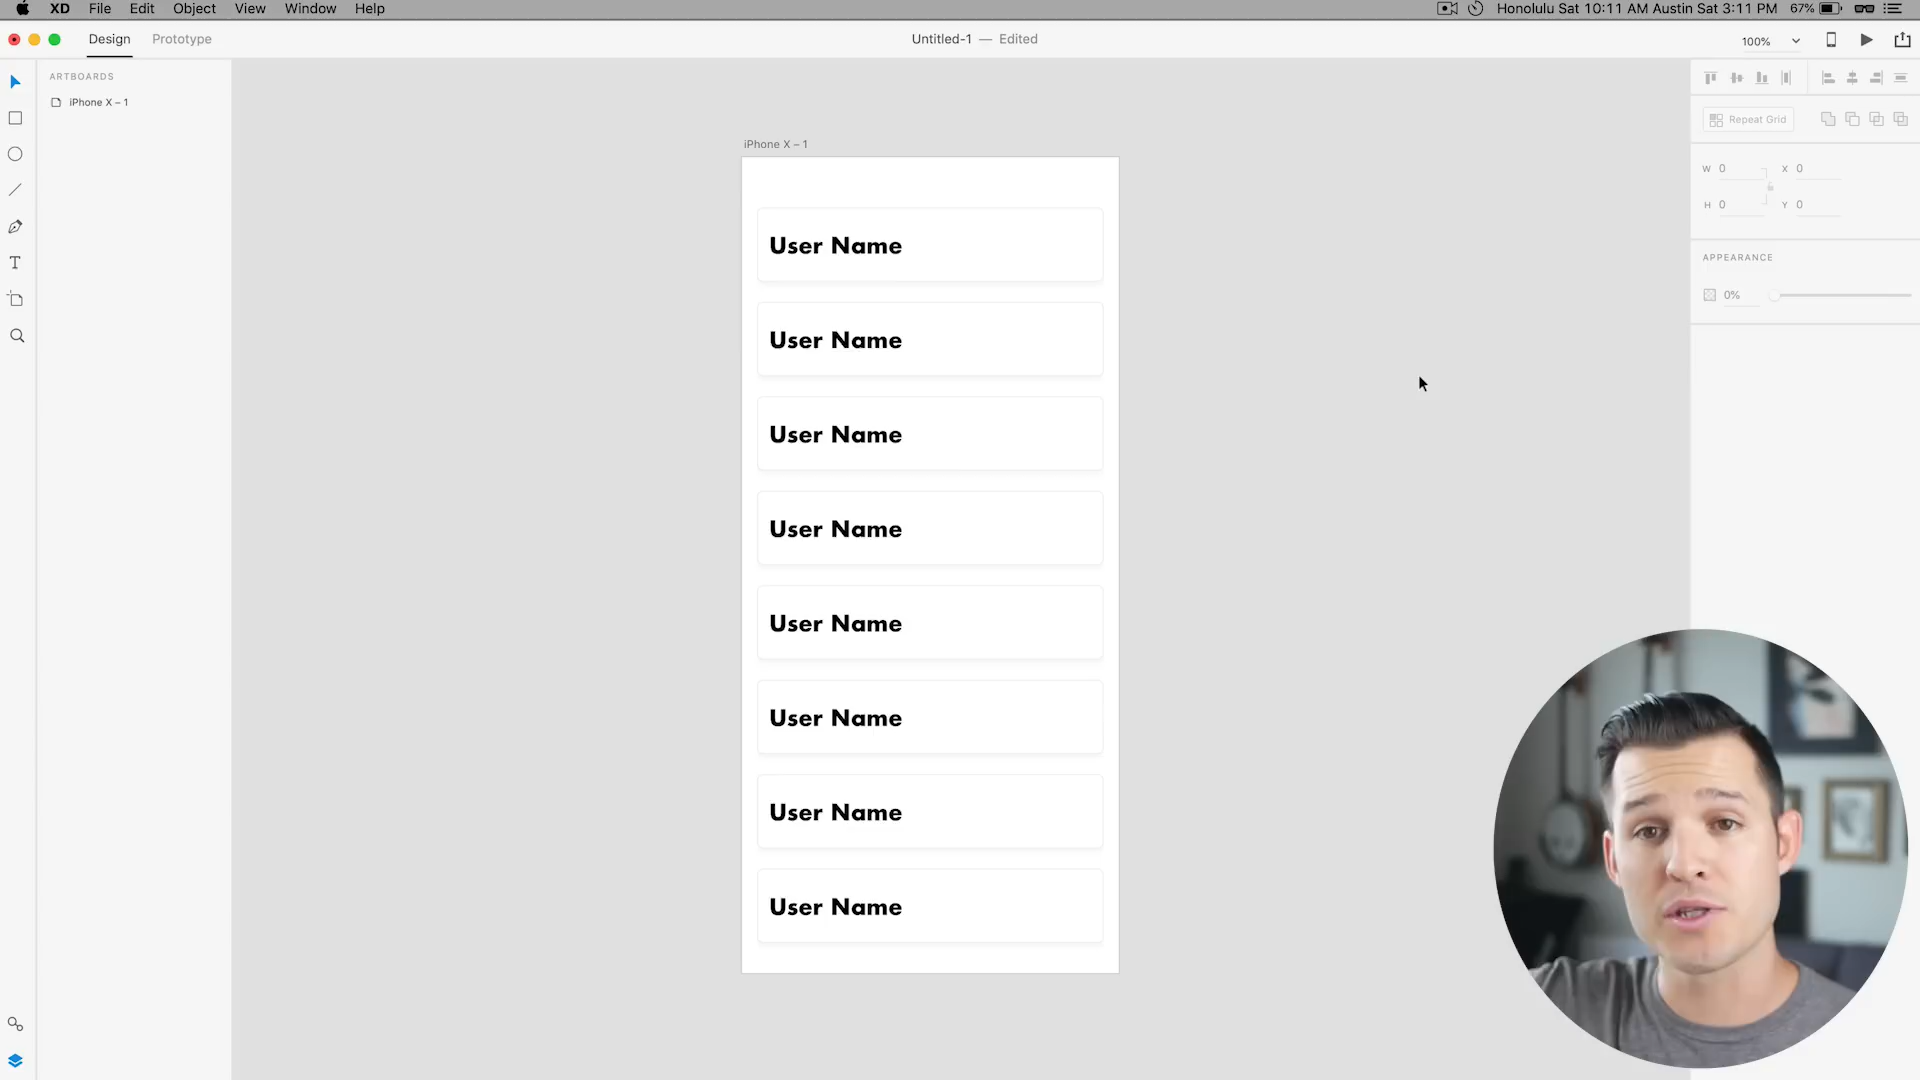 XD File Edit Object View Window Help
Honolulu Sat 10:11 AM Austin Sat 3:11 PM 67%
Design Prototype
Untitled-1 — Edited
100%
ARTBOARDS
iPhone X – 1
iPhone X – 1
User Name
User Name
User Name
User Name
User Name
User Name
User Name
User Name
Repeat Grid
W 0 X 0
H 0 Y 0
APPEARANCE
0%